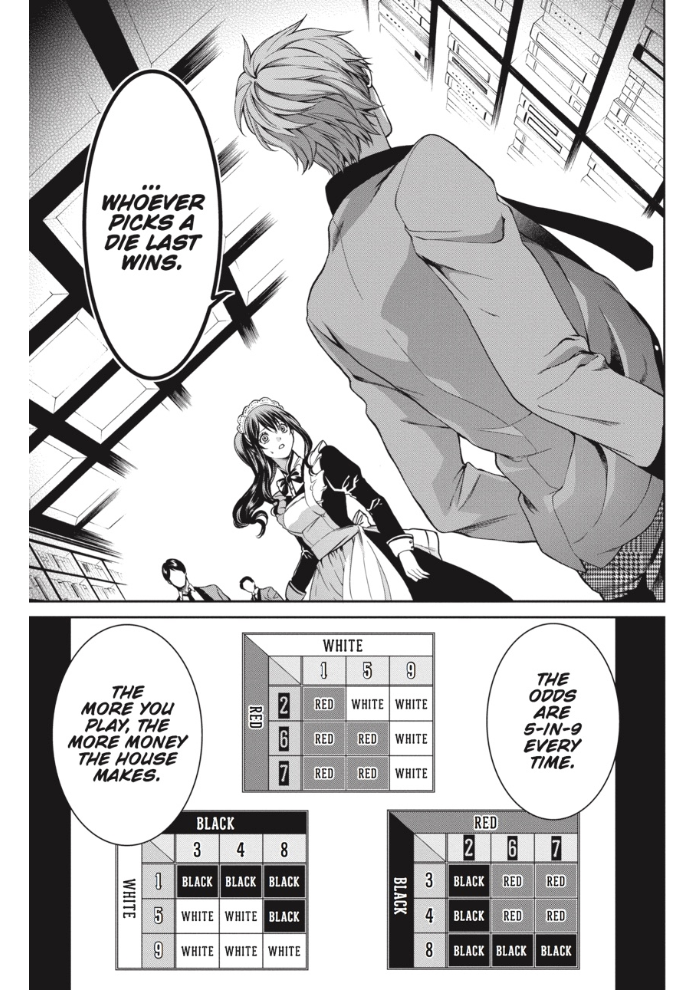 ...
WHOEVER
PICKS A
DIE LAST
WINS.
THE
ODDS
ARE
5-IN-9
EVERY
TIME.
WHITE
1 5 9
RED
2 RED WHITE WHITE
6 RED RED WHITE
7 RED RED WHITE
THE
MORE YOU
PLAY, THE
MORE MONEY
THE HOUSE
MAKES.
RED
2 6 7
BLACK
3 BLACK RED RED
4 BLACK RED RED
8 BLACK BLACK BLACK
BLACK
3 4 8
WHITE
1 BLACK BLACK BLACK
5 WHITE WHITE BLACK
9 WHITE WHITE WHITE